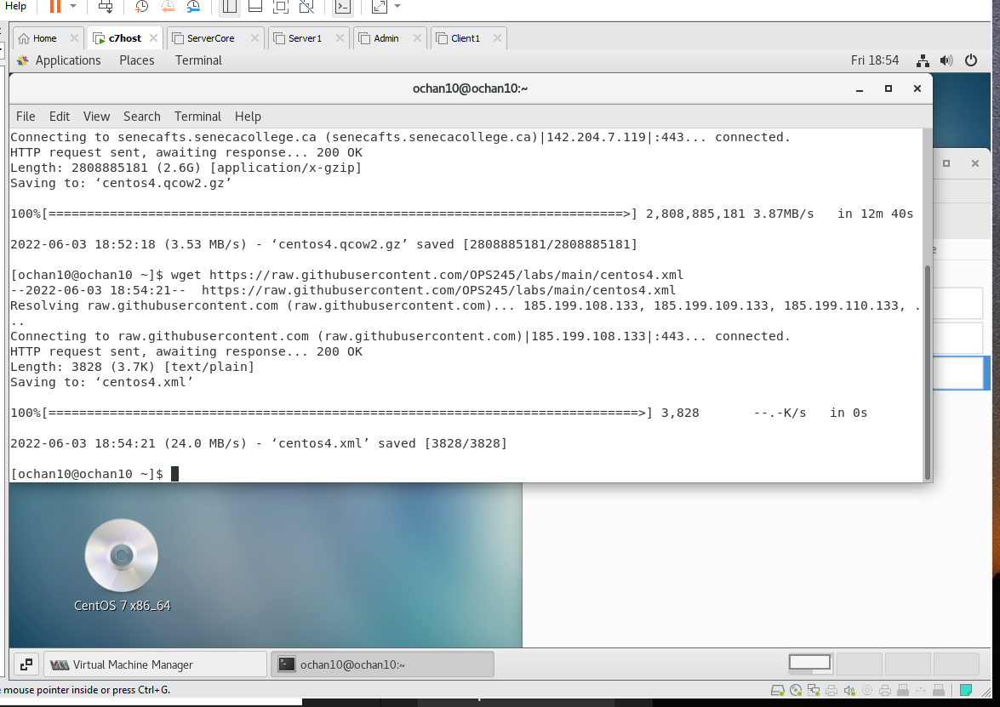 Help
Home
c7host
ServerCore
Server1
Admin
Client1
Applications Places Terminal
Fri 18:54
ochan10@ochan10:~
File Edit View Search Terminal Help
Connecting to senecafts.senecacollege.ca (senecafts.senecacollege.ca)|142.204.7.119|:443... connected.
HTTP request sent, awaiting response... 200 OK
Length: 2808885181 (2.6G) [application/x-gzip]
Saving to: ‘centos4.qcow2.gz’
100%[===========================================================================>] 2,808,885,181 3.87MB/s   in 12m 40s
2022-06-03 18:52:18 (3.53 MB/s) - ‘centos4.qcow2.gz’ saved [2808885181/2808885181]
[ochan10@ochan10 ~]$ wget https://raw.githubusercontent.com/OPS245/labs/main/centos4.xml
--2022-06-03 18:54:21--  https://raw.githubusercontent.com/OPS245/labs/main/centos4.xml
Resolving raw.githubusercontent.com (raw.githubusercontent.com)... 185.199.108.133, 185.199.109.133, 185.199.110.133, .
..
Connecting to raw.githubusercontent.com (raw.githubusercontent.com)|185.199.108.133|:443... connected.
HTTP request sent, awaiting response... 200 OK
Length: 3828 (3.7K) [text/plain]
Saving to: ‘centos4.xml’
100%[=============================================================================>] 3,828       --.-K/s   in 0s
2022-06-03 18:54:21 (24.0 MB/s) - ‘centos4.xml’ saved [3828/3828]
[ochan10@ochan10 ~]$
CentOS 7 x86_64
Virtual Machine Manager
ochan10@ochan10:~
mouse pointer inside or press Ctrl+G.